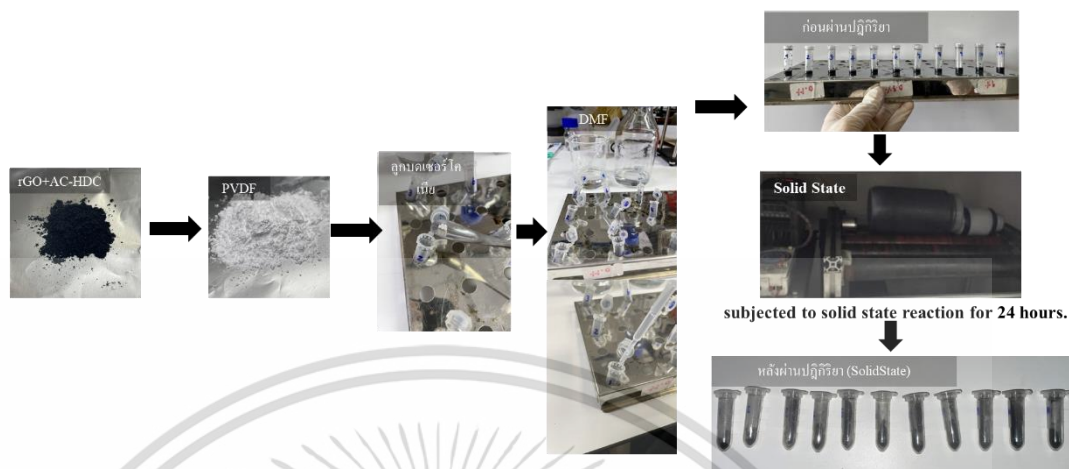 rGO+AC-HDC
PVDF
ลูกบดเซอร์โค
เนีย
DMF
ก่อนผ่านปฏิกิริยา
Solid State
subjected to solid state reaction for 24 hours.
หลังผ่านปฏิกิริยา (SolidState)